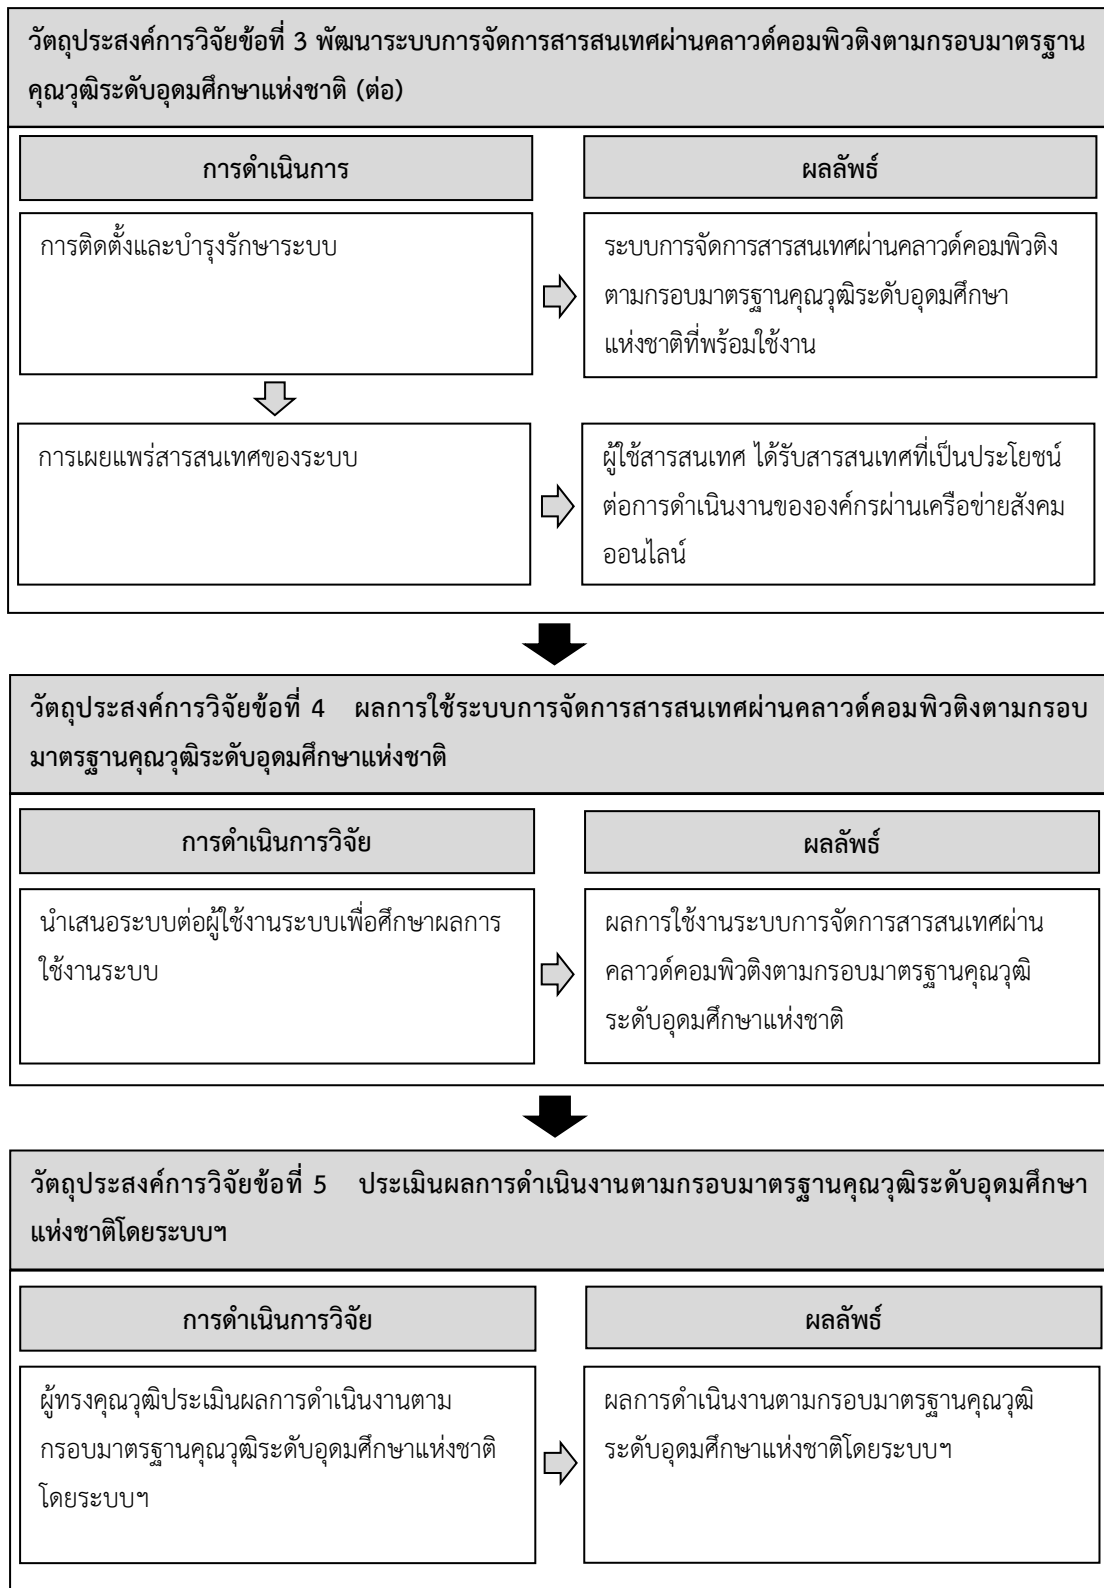 วัตถุประสงค์การวิจัยข้อที่ 3 พัฒนาระบบการจัดการสารสนเทศผ่านคลาวด์คอมพิวติงตามกรอบมาตรฐาน
คุณวุฒิระดับอุดมศึกษาแห่งชาติ (ต่อ)
การดำเนินการ
ผลลัพธ์
การติดตั้งและบำรุงรักษาระบบ
ระบบการจัดการสารสนเทศผ่านคลาวด์คอมพิวติง
ตามกรอบมาตรฐานคุณวุฒิระดับอุดมศึกษา
แห่งชาติที่พร้อมใช้งาน
การเผยแพร่สารสนเทศของระบบ
ผู้ใช้สารสนเทศ ได้รับสารสนเทศที่เป็นประโยชน์
ต่อการดำเนินงานขององค์กรผ่านเครือข่ายสังคม
ออนไลน์
วัตถุประสงค์การวิจัยข้อที่ 4 ผลการใช้ระบบการจัดการสารสนเทศผ่านคลาวด์คอมพิวติงตามกรอบ
มาตรฐานคุณวุฒิระดับอุดมศึกษาแห่งชาติ
การดำเนินการวิจัย
ผลลัพธ์
นำเสนอระบบต่อผู้ใช้งานระบบเพื่อศึกษาผลการ
ใช้งานระบบ
ผลการใช้งานระบบการจัดการสารสนเทศผ่าน
คลาวด์คอมพิวติงตามกรอบมาตรฐานคุณวุฒิ
ระดับอุดมศึกษาแห่งชาติ
วัตถุประสงค์การวิจัยข้อที่ 5 ประเมินผลการดำเนินงานตามกรอบมาตรฐานคุณวุฒิระดับอุดมศึกษา
แห่งชาติโดยระบบฯ
การดำเนินการวิจัย
ผลลัพธ์
ผู้ทรงคุณวุฒิประเมินผลการดำเนินงานตาม
กรอบมาตรฐานคุณวุฒิระดับอุดมศึกษาแห่งชาติ
โดยระบบฯ
ผลการดำเนินงานตามกรอบมาตรฐานคุณวุฒิ
ระดับอุดมศึกษาแห่งชาติโดยระบบฯ